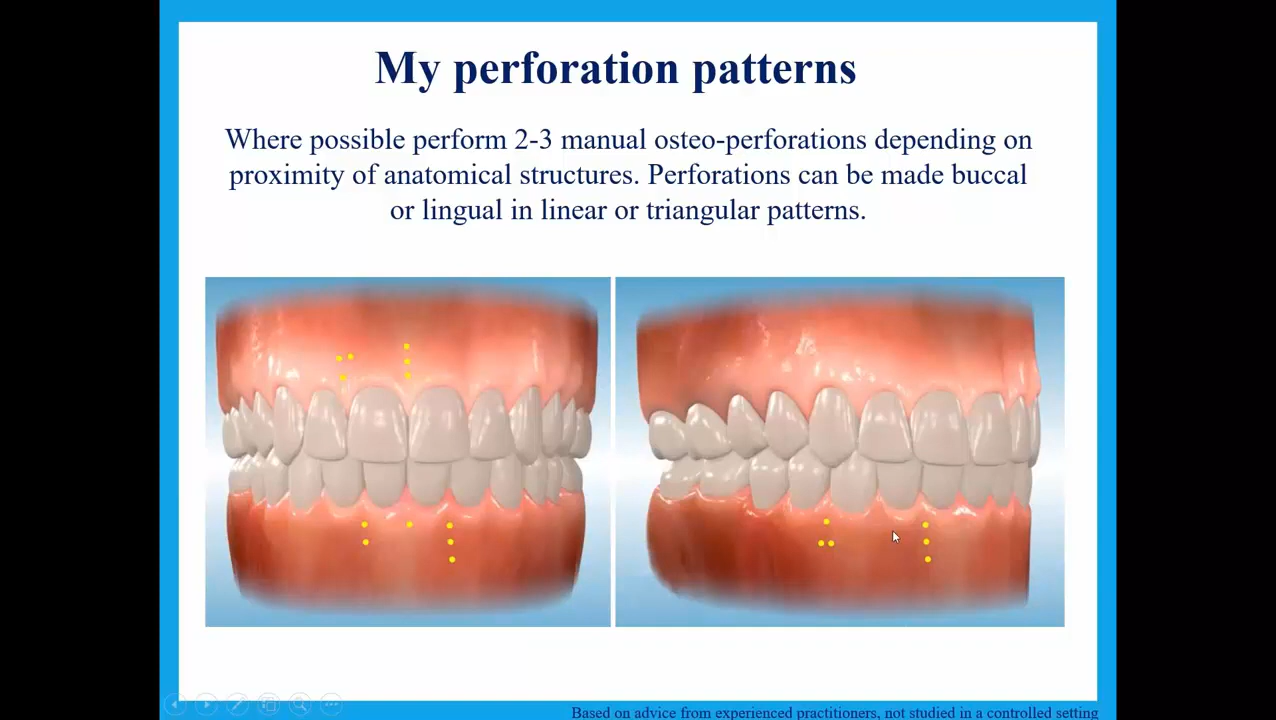 My perforation patterns
Where possible perform 2-3 manual osteo-perforations depending on
proximity of anatomical structures. Perforations can be made buccal
or lingual in linear or triangular patterns.
Based on advice from experienced practitioners, not studied in a controlled setting